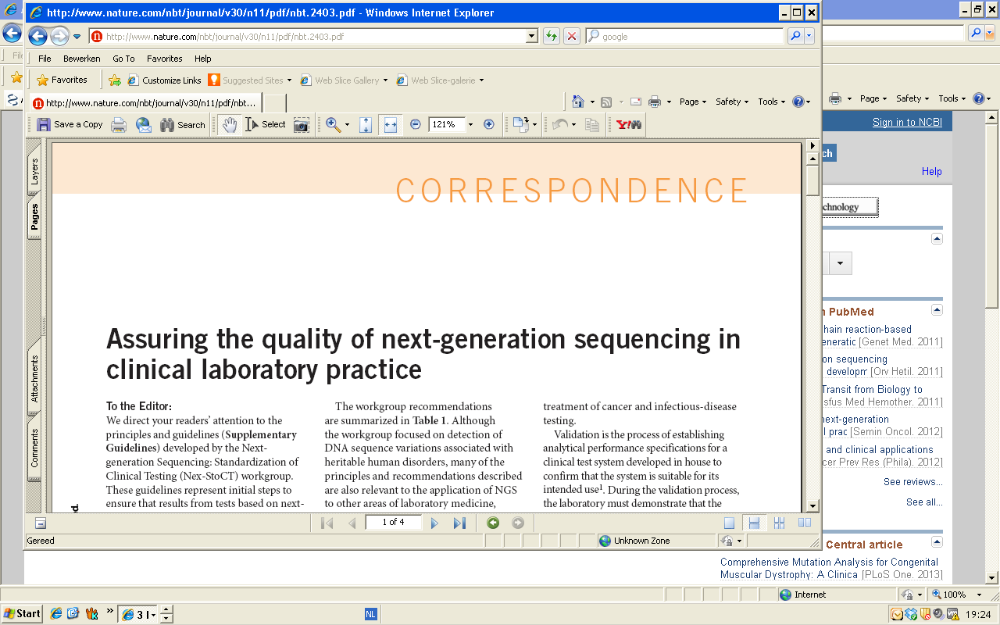 http://www.nature.com/nbt/journal/v30/n11/pdf/nbt.2403.pdf - Windows Internet Explorer
http://www.nature.com/nbt/journal/v30/n11/pdf/nbt.2403.pdf
google
File Bewerken Go To Favorites Help
Favorites Customize Links Suggested Sites Web Slice Gallery Web Slice-galerie
http://www.nature.com/nbt/journal/v30/n11/pdf/nbt...
Page Safety Tools
Page Safety Tools
Save a Copy Search Select 121% Y!
Sign in to NCBI
ch
Help
chnology
Layers
Pages
Attachments
Comments
CORRESPONDENCE
Assuring the quality of next-generation sequencing in
clinical laboratory practice
To the Editor:
We direct your readers' attention to the
principles and guidelines (Supplementary
Guidelines) developed by the Next-
generation Sequencing: Standardization of
Clinical Testing (Nex-StoCT) workgroup.
These guidelines represent initial steps to
ensure that results from tests based on next-
The workgroup recommendations
are summarized in Table 1. Although
the workgroup focused on detection of
DNA sequence variations associated with
heritable human disorders, many of the
principles and recommendations described
are also relevant to the application of NGS
to other areas of laboratory medicine,
treatment of cancer and infectious-disease
testing.
Validation is the process of establishing
analytical performance specifications for a
clinical test system developed in house to
confirm that the system is suitable for its
intended use¹. During the validation process,
the laboratory must demonstrate that the
d.
1 of 4
Gereed
Unknown Zone
n PubMed
hain reaction-based
eneratic [Genet Med. 2011]
on sequencing
developm [Orv Hetil. 2011]
Transit from Biology to
sfus Med Hemother. 2011]
next-generation
l prac [Semin Oncol. 2012]
and clinical applications
cer Prev Res (Phila). 2012]
See reviews...
See all...
Central article
Comprehensive Mutation Analysis for Congenital
Muscular Dystrophy: A Clinica [PLoS One. 2013]
Internet 100%
Start
»
3 I
NL
19:24